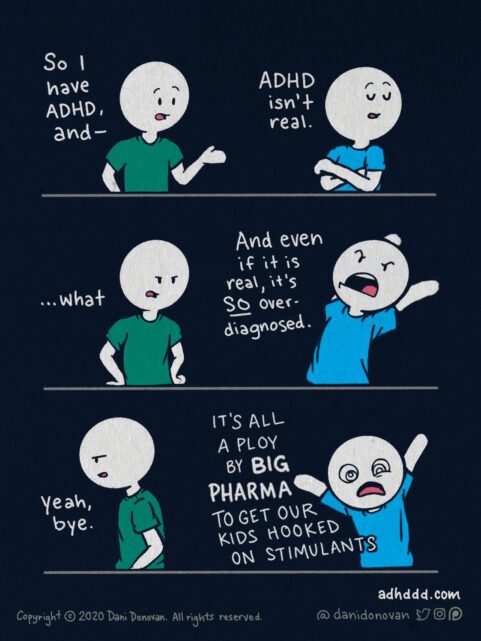 So I
have
ADHD,
and—
ADHD
isn't
real.
...what
And even
if it is
real, it's
SO over-
diagnosed.
Yeah,
bye.
IT'S ALL
A PLOY
BY BIG
PHARMA
TO GET OUR
KIDS HOOKED
ON STIMULANTS
adhddd.com
Copyright © 2020 Dani Donovan. All rights reserved.
@ danidonovan